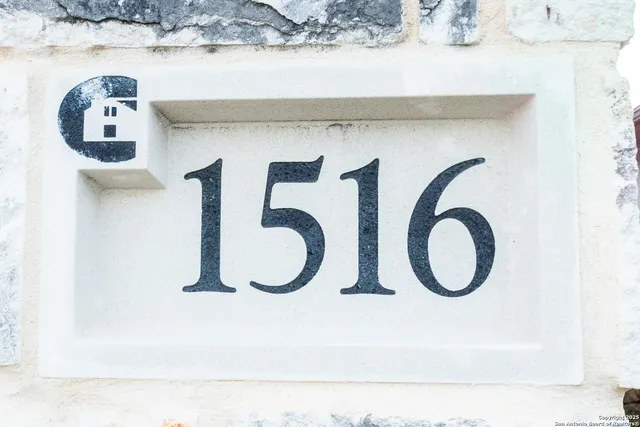 1516
Copyright 2025
San Antonio Board of Realtors